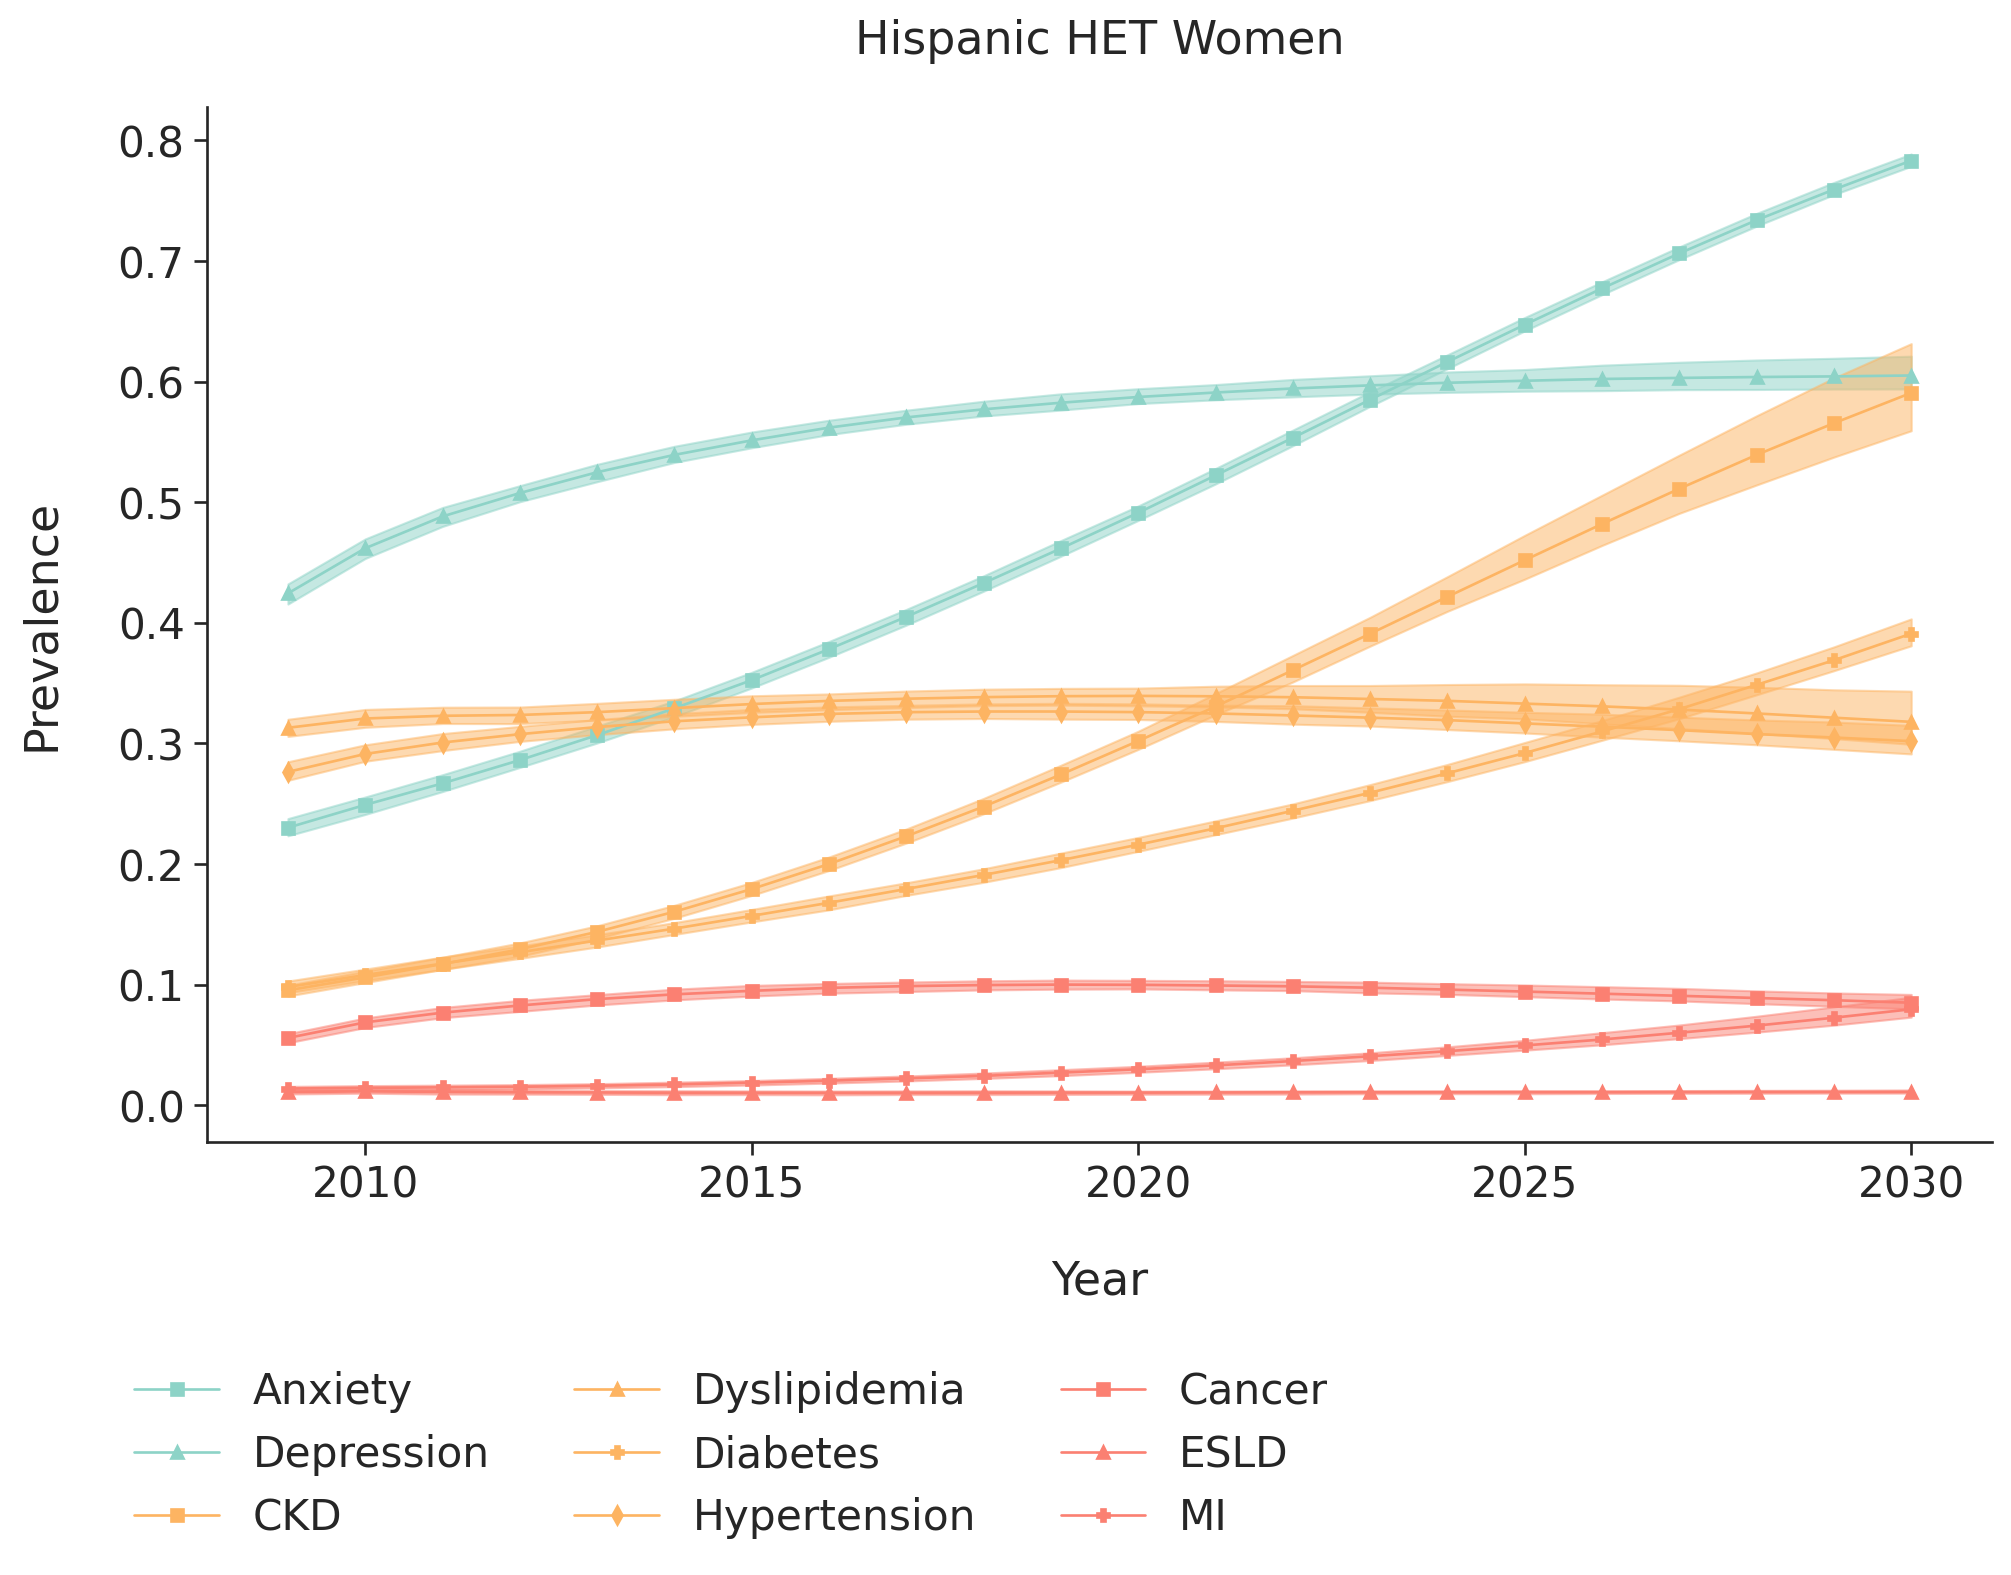 Hispanic HET Women
0.8
0.7
0.6
0.5
0.4
0.3
0.2
0.1
0.0
Prevalence
2010 2015 2020 2025 2030
Year
Anxiety Dyslipidemia Cancer
Depression Diabetes ESLD
CKD Hypertension MI